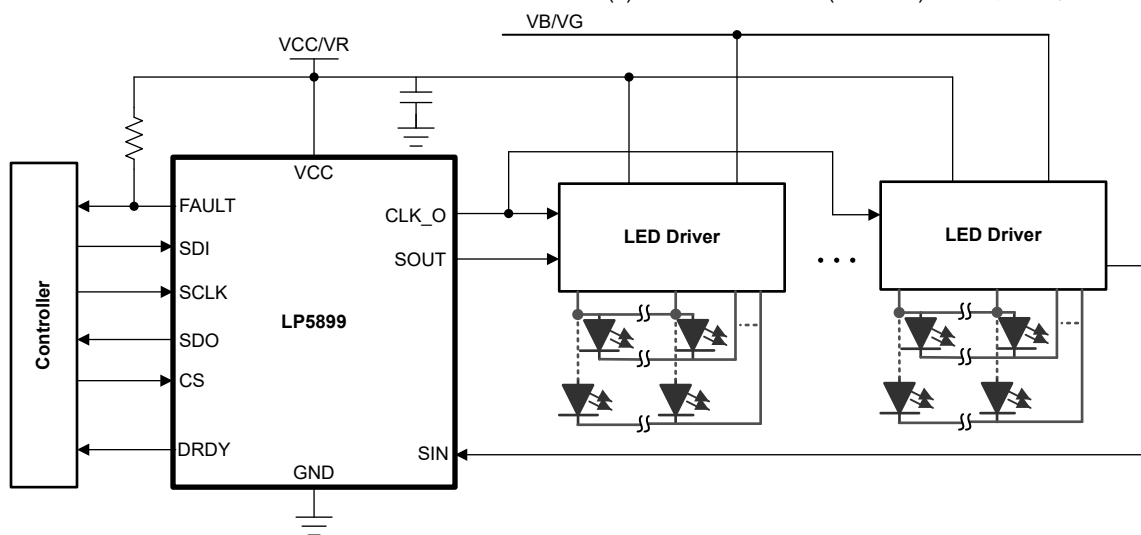 VB/VG
VCC/VR
VCC
FAULT
SDI
SCLK
SDO
CS
DRDY
GND
CLK_O
SOUT
SIN
LP5899
Controller
LED Driver
...
LED Driver